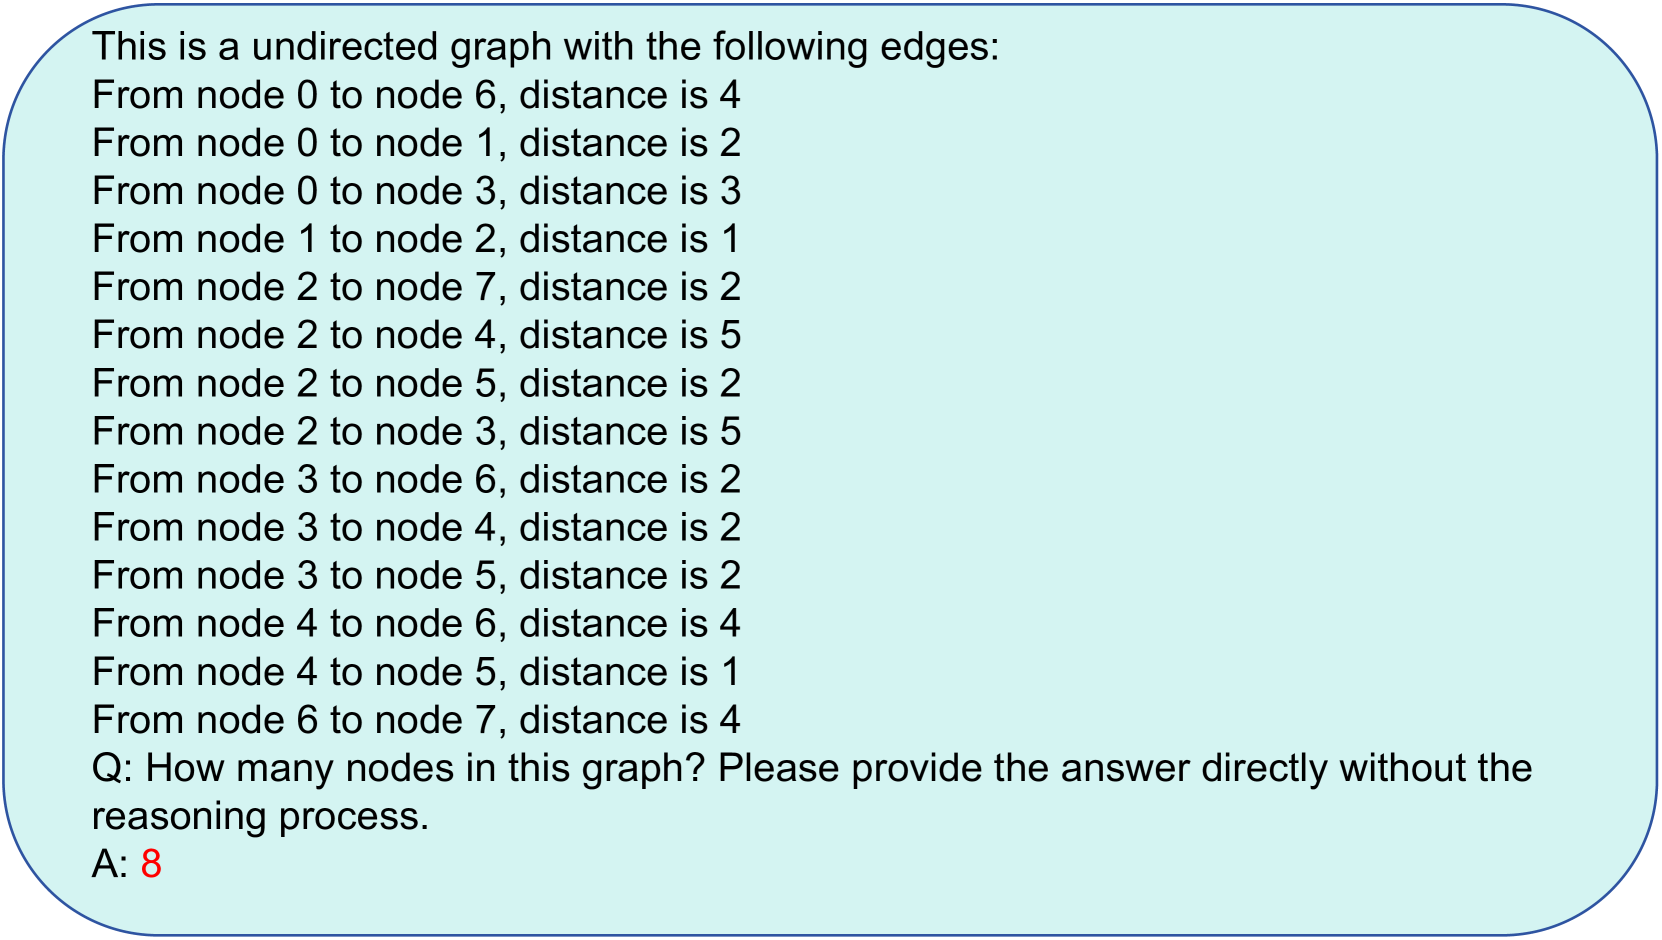 This is a undirected graph with the following edges:
From node 0 to node 6, distance is 4
From node 0 to node 1, distance is 2
From node 0 to node 3, distance is 3
From node 1 to node 2, distance is 1
From node 2 to node 7, distance is 2
From node 2 to node 4, distance is 5
From node 2 to node 5, distance is 2
From node 2 to node 3, distance is 5
From node 3 to node 6, distance is 2
From node 3 to node 4, distance is 2
From node 3 to node 5, distance is 2
From node 4 to node 6, distance is 4
From node 4 to node 5, distance is 1
From node 6 to node 7, distance is 4
Q: How many nodes in this graph? Please provide the answer directly without the
reasoning process.
A: 8